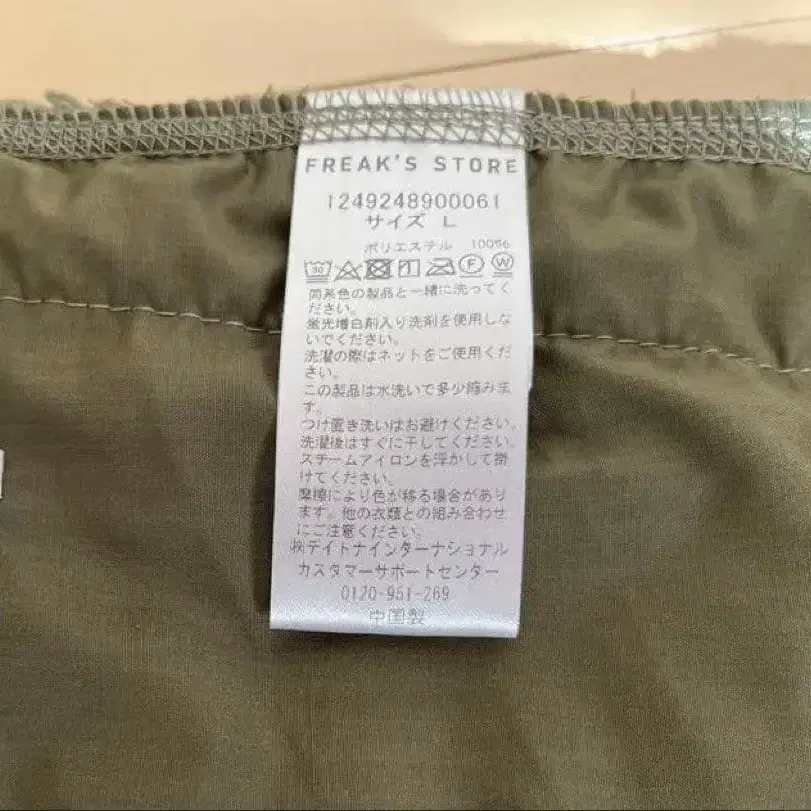 FREAK'S STORE
1249248900061
サイズ L
ポリエステル 100%
30
F W
同系色の製品と一緒に洗ってく
ださい。
蛍光増白剤入り洗剤を使用しな
いでください。
洗濯の際はネットをご使用くだ
さい。
この製品は水洗いで多少縮みま
す。
つけ置き洗いはお避けください。
洗濯後はすぐに干してください。
スチームアイロンを浮かして掛
けてください。
摩擦により色が移る場合があり
ます。他の衣類との組み合わせ
にご注意ください。
㈱デイトナインターナショナル
カスタマーサポートセンター
0120-951-269
中国製